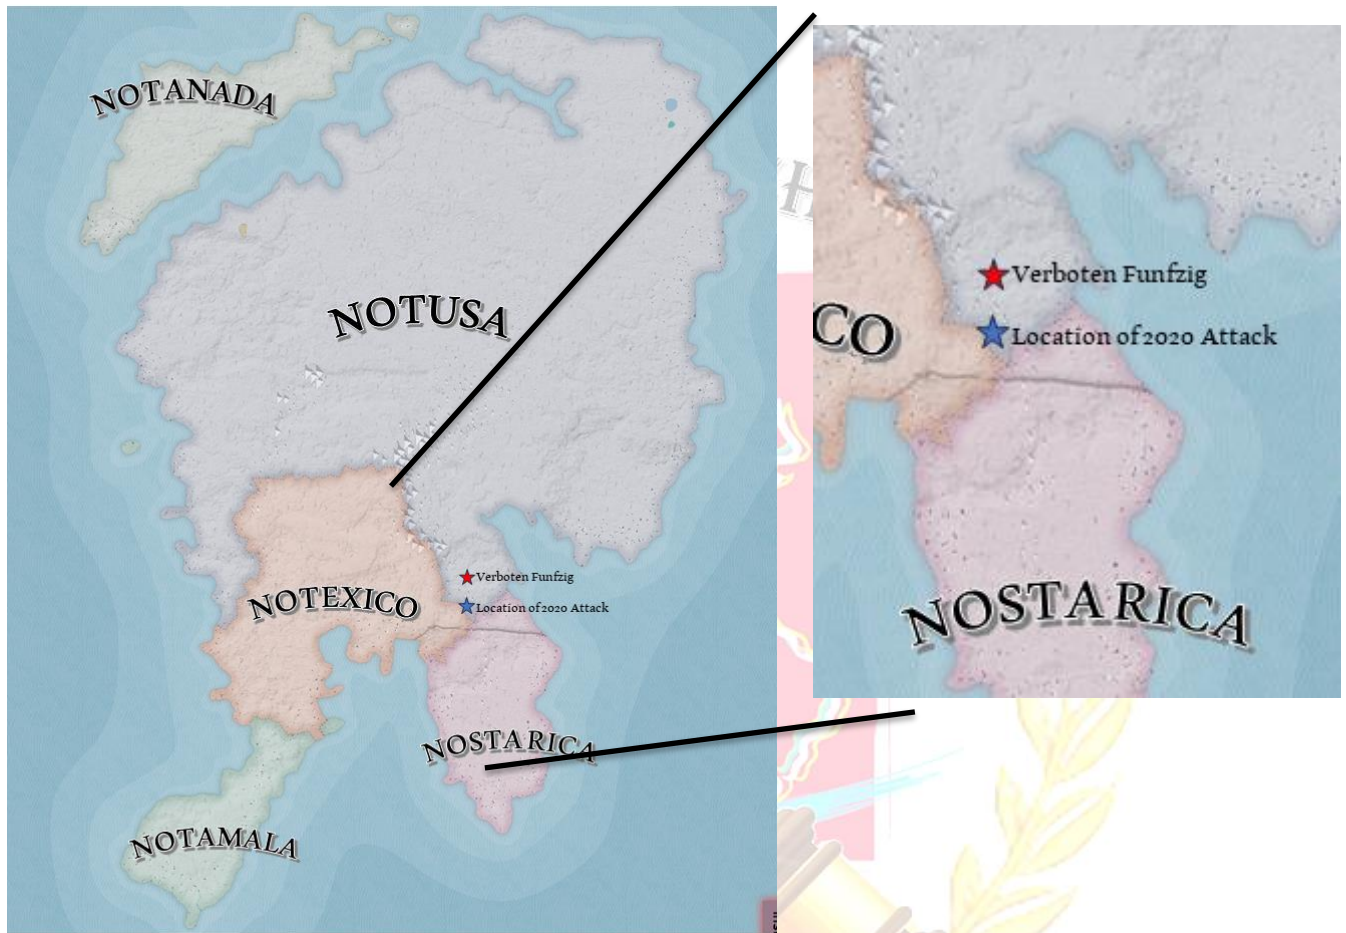 NOTANADA
NOTUSA
NOTEXICO
Verboten Funfzig
Location of 2020 Attack
NOSTARICA
NOTAMALA
Verboten Funfzig
CO
Location of 2020 Attack
NOSTARICA